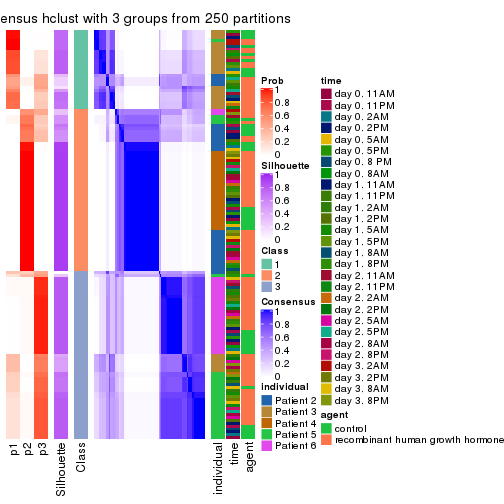 ensus hclust with 3 groups from 250 partitions
Prob
1
0.8
0.6
0.4
0.2
0
Silhouette
1
0.8
0.6
0.4
0.2
0
Class
1
2
3
Consensus
1
0.8
0.6
0.4
0.2
0
individual
Patient 2
Patient 3
Patient 4
Patient 5
Patient 6
time
day 0. 11AM
day 0. 11PM
day 0. 2AM
day 0. 2PM
day 0. 5AM
day 0. 5PM
day 0. 8 PM
day 0. 8AM
day 1. 11AM
day 1. 11PM
day 1. 2AM
day 1. 2PM
day 1. 5AM
day 1. 5PM
day 1. 8AM
day 1. 8PM
day 2. 11AM
day 2. 11PM
day 2. 2AM
day 2. 2PM
day 2. 5AM
day 2. 5PM
day 2. 8AM
day 2. 8PM
day 3. 2AM
day 3. 2PM
day 3. 8AM
day 3. 8PM
agent
control
recombinant human growth hormone
p1
p2
p3
Silhouette
Class
individual
time
agent